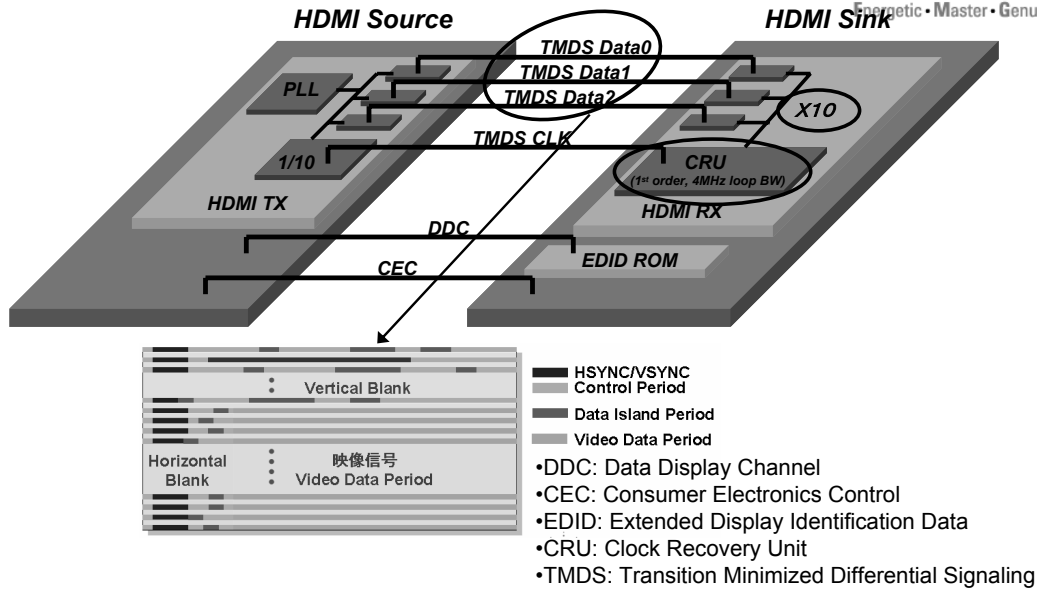 HDMI Source
HDMI Sink
Energetic • Master • Genu
TMDS Data0
TMDS Data1
TMDS Data2
TMDS CLK
PLL
1/10
HDMI TX
X10
CRU
(1st order, 4MHz loop BW)
HDMI RX
DDC
EDID ROM
CEC
Vertical Blank
Horizontal
Blank
映像信号
Video Data Period
HSYNC/VSYNC
Control Period
Data Island Period
Video Data Period
•DDC: Data Display Channel
•CEC: Consumer Electronics Control
•EDID: Extended Display Identification Data
•CRU: Clock Recovery Unit
•TMDS: Transition Minimized Differential Signaling